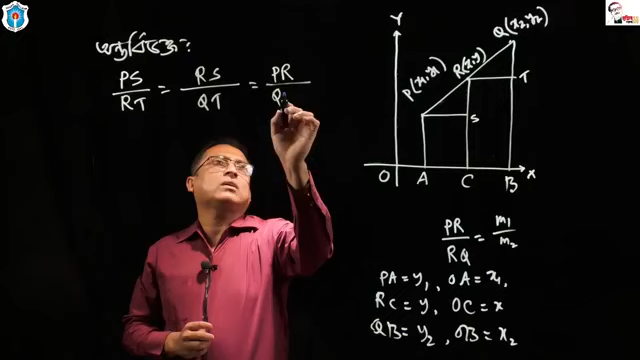 অন্তর্বিভক্ত:
PS/RT = RS/QT = PR/Q
Y
Q(x₂,y₂)
R(x,y)
P(x₁,y₁)
T
S
O A C B X
PR/RQ = m₁/m₂
PA = y₁, OA = x₁,
RC = y, OC = x
QB = y₂, OB = x₂